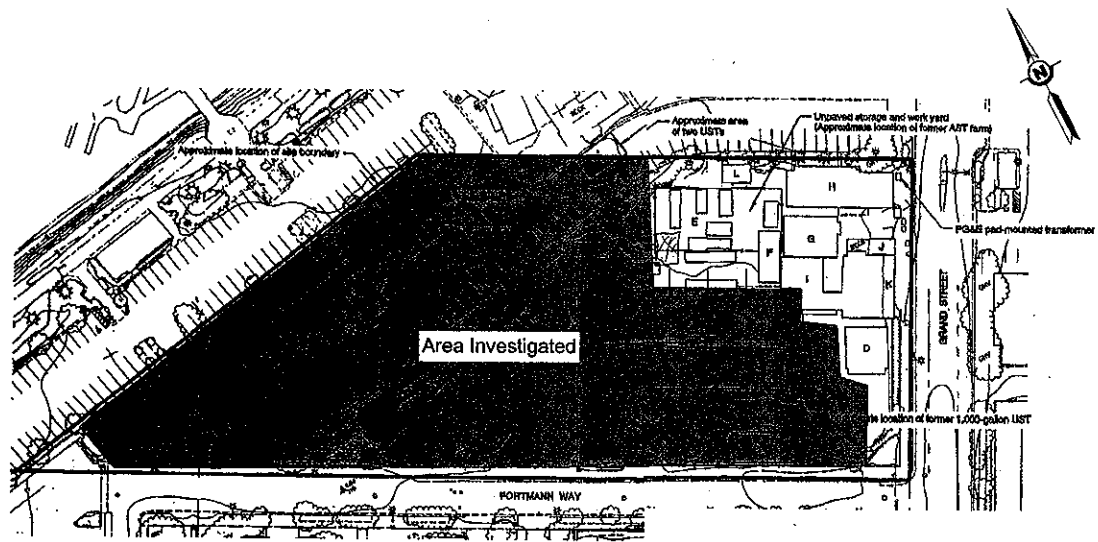 N
Approximate location of site boundary
Approximate area
of two USTs
Unpaved storage and work yard
(Approximate location of former AST farm)
L
H
E
G
F
J
PG&E pad-mounted transformer
I
K
GRAND STREET
Area Investigated
D
location of former 1,000-gallon UST
FORTMANN WAY